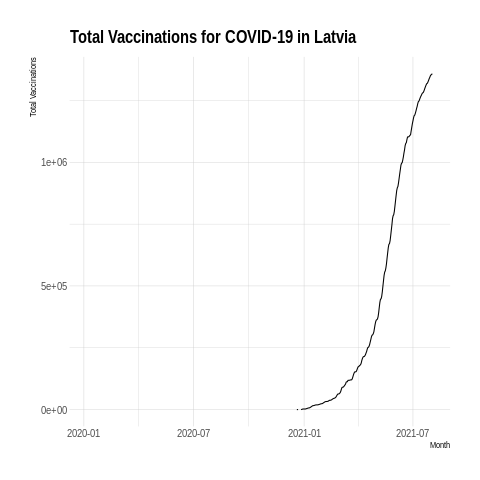 Total Vaccinations for COVID-19 in Latvia
Total Vaccinations
1e+06
5e+05
0e+00
2020-01 2020-07 2021-01 2021-07
Month